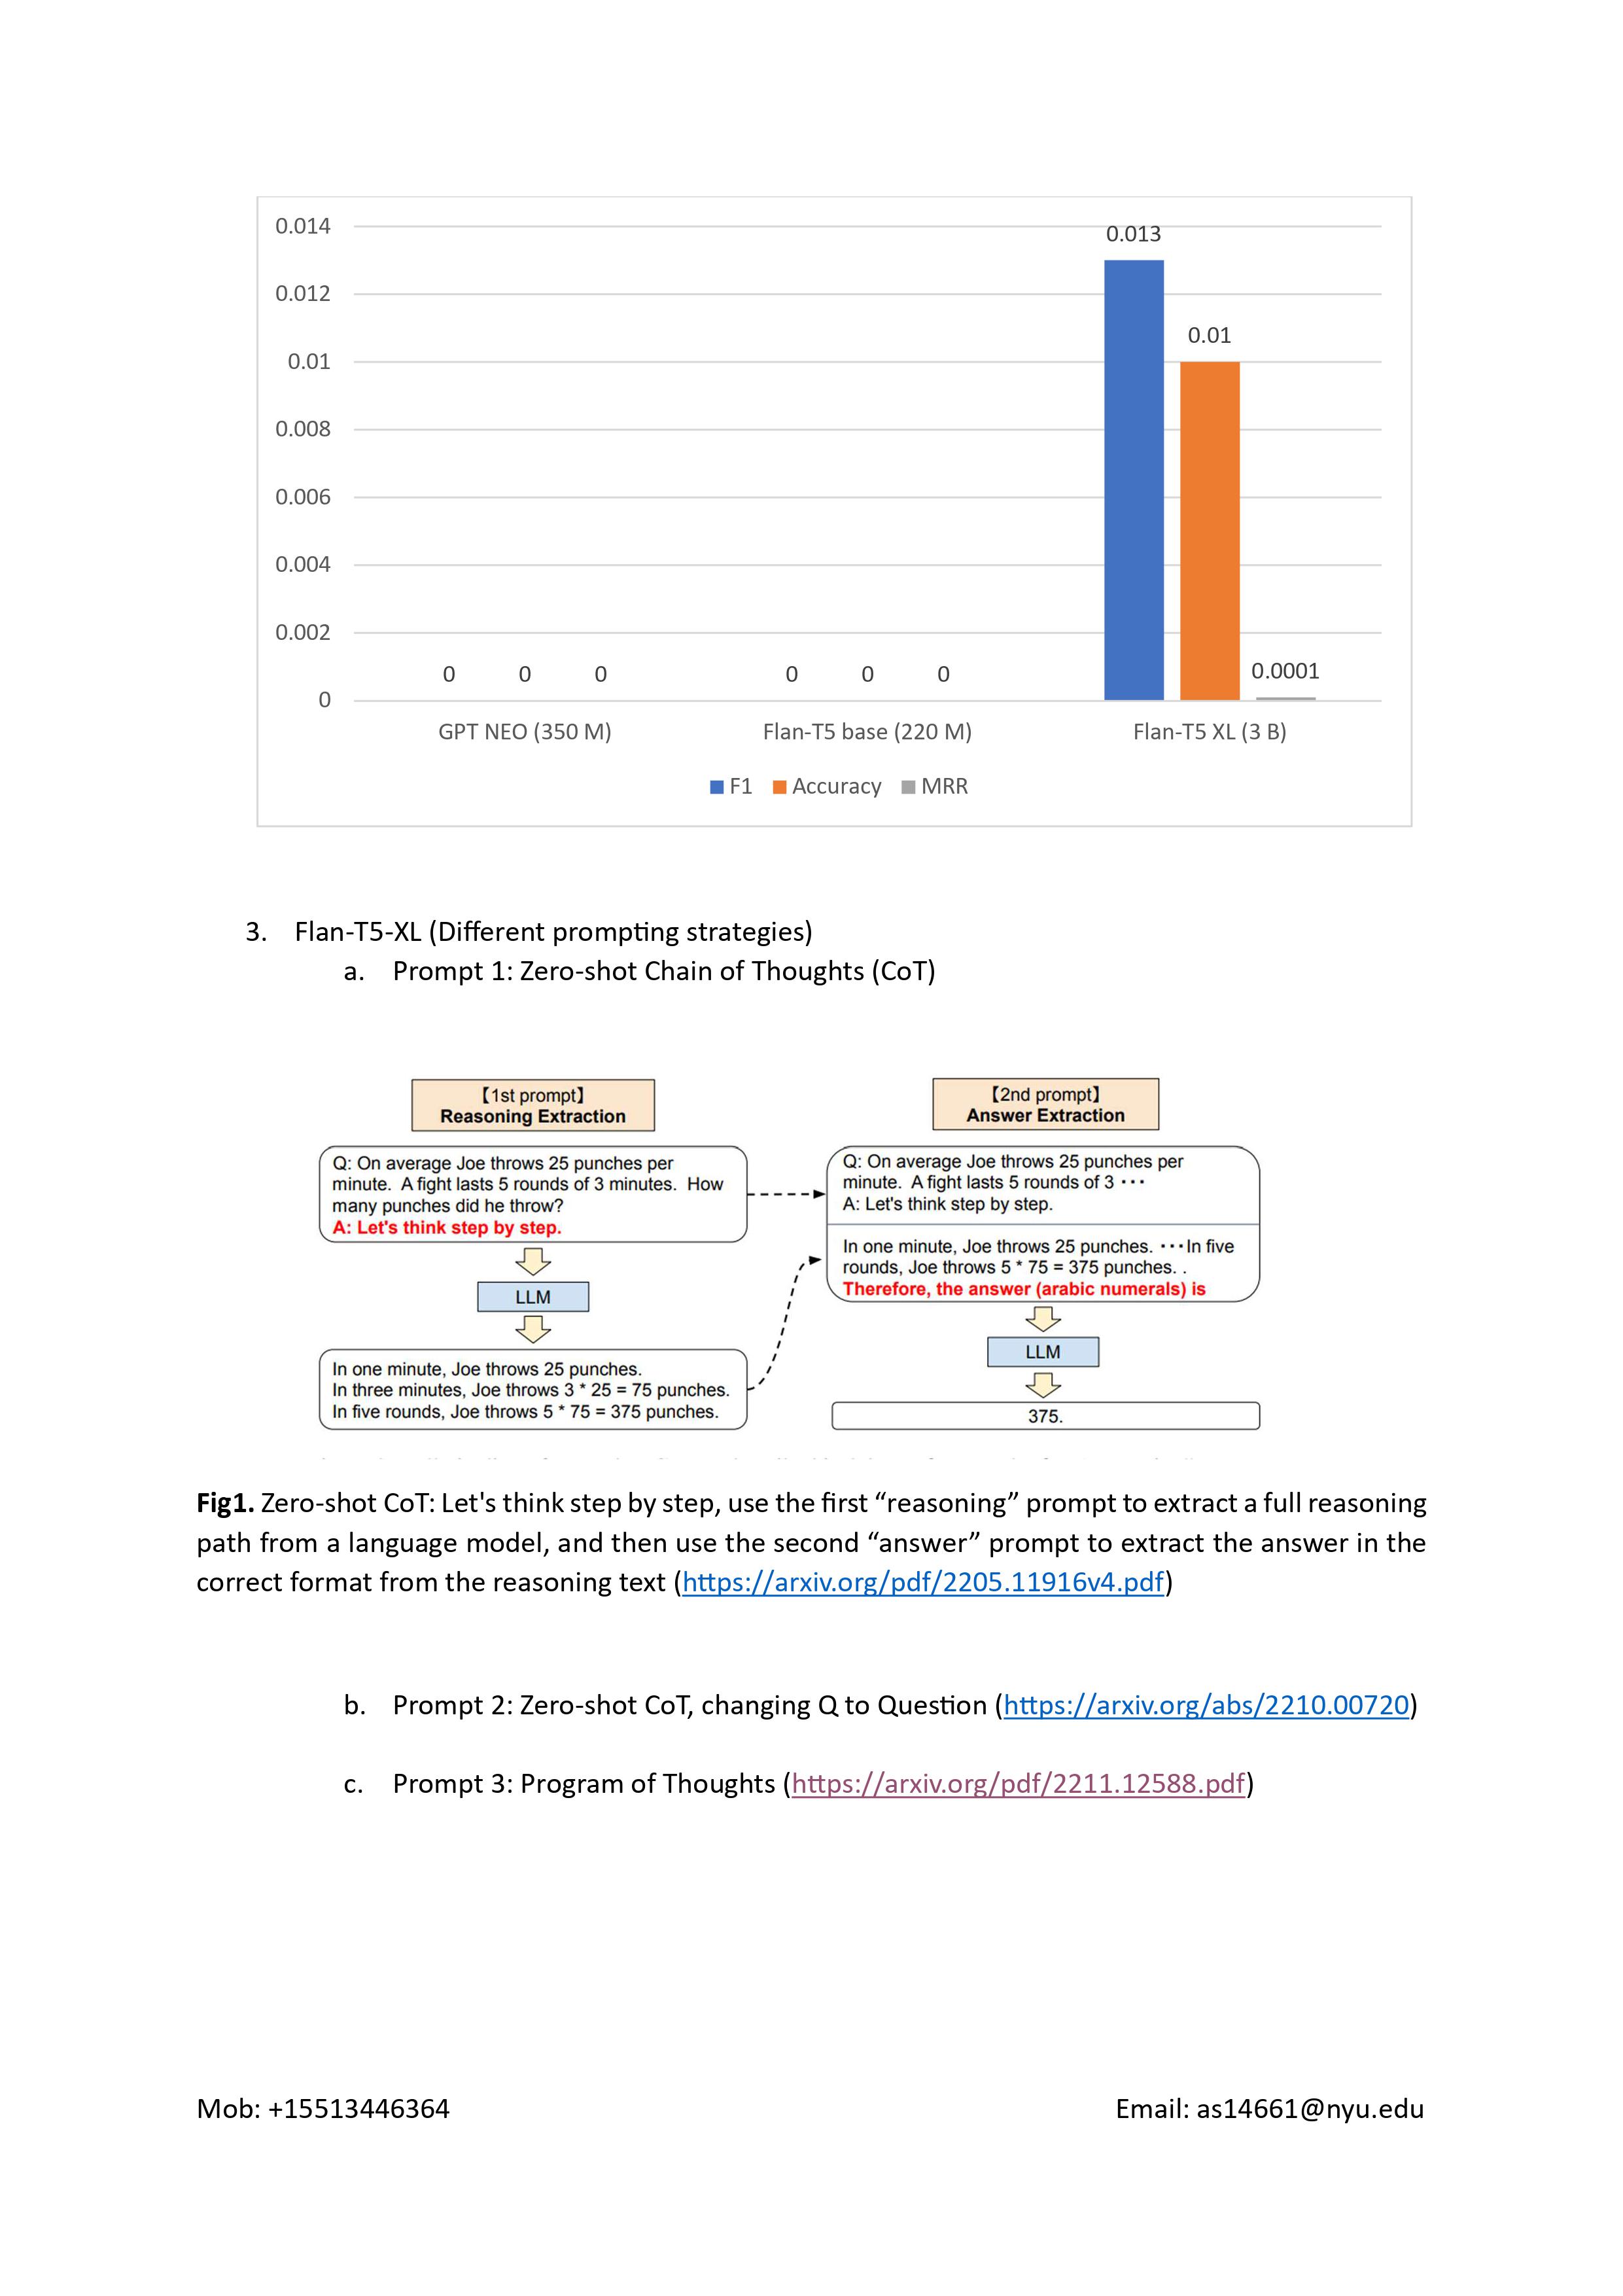 0.014
0.013
0.012
0.01
0.01
0.008
0.006
0.004
0.002
0.0001
0 0 0
0 0 0
0
GPT NEO (350 M)
Flan-T5 base (220 M)
Flan-T5 XL (3 B)
F1 Accuracy MRR
3. Flan-T5-XL (Different prompting strategies)
a. Prompt 1: Zero-shot Chain of Thoughts (CoT)
【1st prompt】
Reasoning Extraction
Q: On average Joe throws 25 punches per
minute. A fight lasts 5 rounds of 3 minutes. How
many punches did he throw?
A: Let's think step by step.
LLM
In one minute, Joe throws 25 punches.
In three minutes, Joe throws 3 * 25 = 75 punches.
In five rounds, Joe throws 5 * 75 = 375 punches.
【2nd prompt】
Answer Extraction
Q: On average Joe throws 25 punches per
minute. A fight lasts 5 rounds of 3 ···
A: Let's think step by step.
In one minute, Joe throws 25 punches. ···In five
rounds, Joe throws 5 * 75 = 375 punches. .
Therefore, the answer (arabic numerals) is
LLM
375.
Fig1. Zero-shot CoT: Let's think step by step, use the first “reasoning” prompt to extract a full reasoning
path from a language model, and then use the second “answer” prompt to extract the answer in the
correct format from the reasoning text (https://arxiv.org/pdf/2205.11916v4.pdf)
b. Prompt 2: Zero-shot CoT, changing Q to Question (https://arxiv.org/abs/2210.00720)
c. Prompt 3: Program of Thoughts (https://arxiv.org/pdf/2211.12588.pdf)
Mob: +15513446364
Email: as14661@nyu.edu